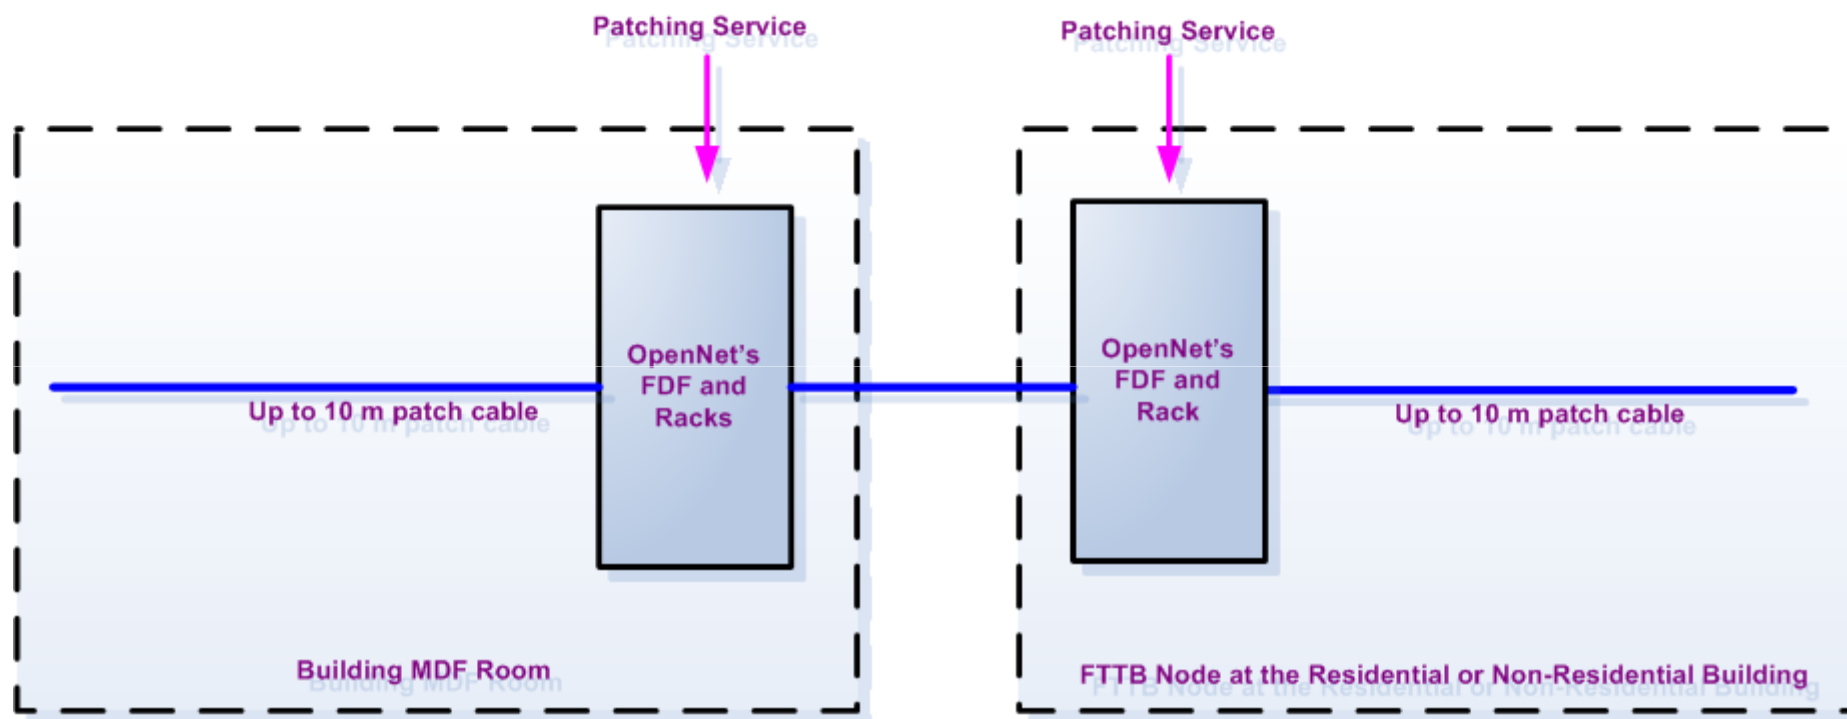 Patching Service
Patching Service
OpenNet's
FDF and
Racks
OpenNet's
FDF and
Rack
Up to 10 m patch cable
Up to 10 m patch cable
Building MDF Room
FTTB Node at the Residential or Non-Residential Building